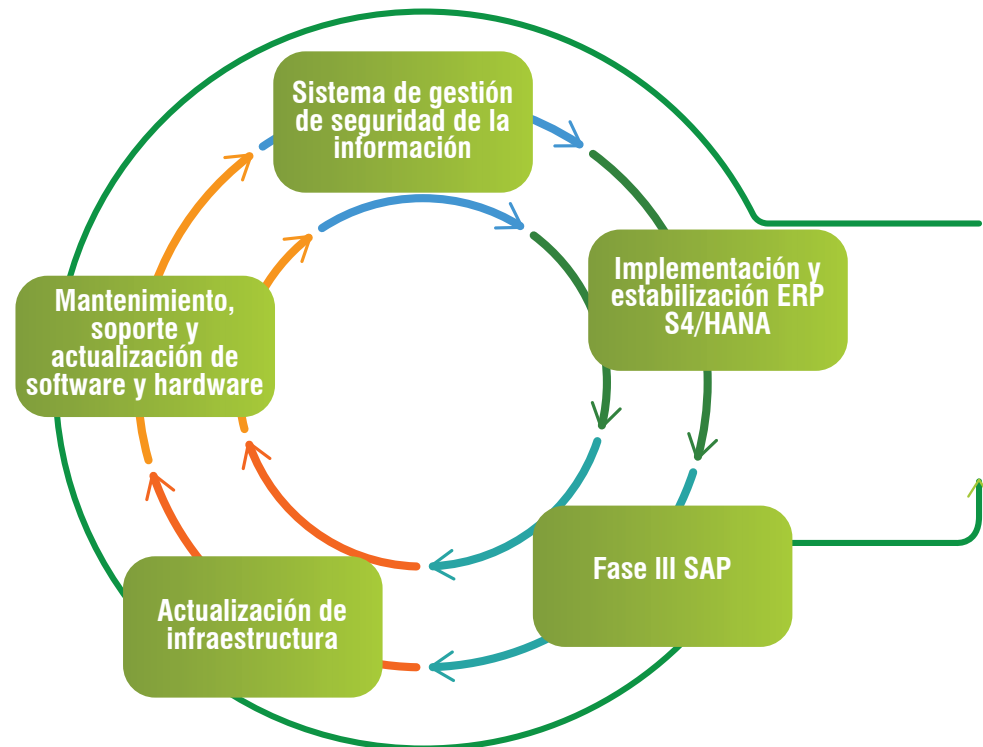 Sistema de gestión
de seguridad de la
información
Implementación y
estabilización ERP
S4/HANA
Mantenimiento,
soporte y
actualización de
software y hardware
Fase III SAP
Actualización de
infraestructura